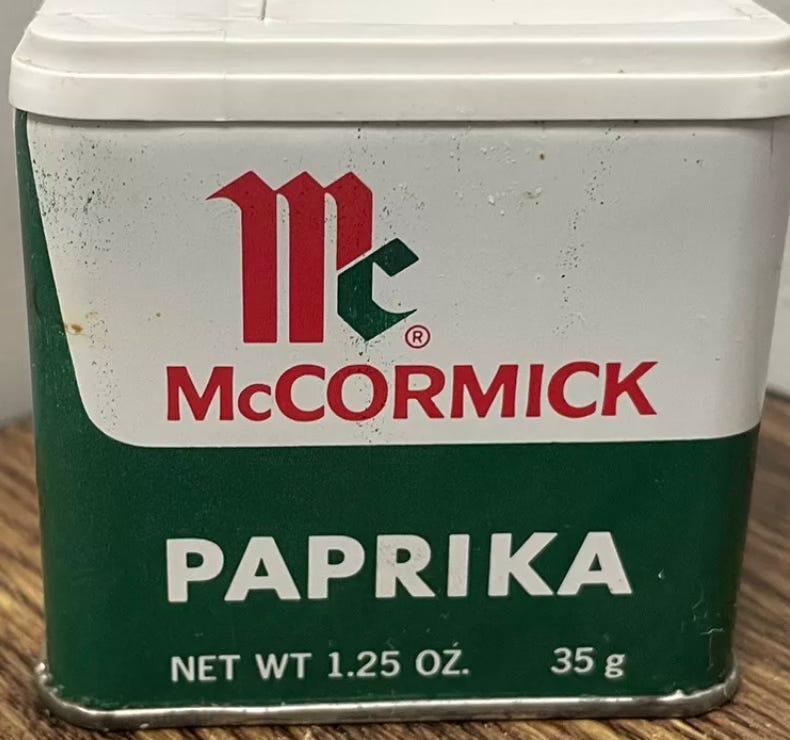 Mc ®
McCORMICK
PAPRIKA
NET WT 1.25 OZ. 35 g